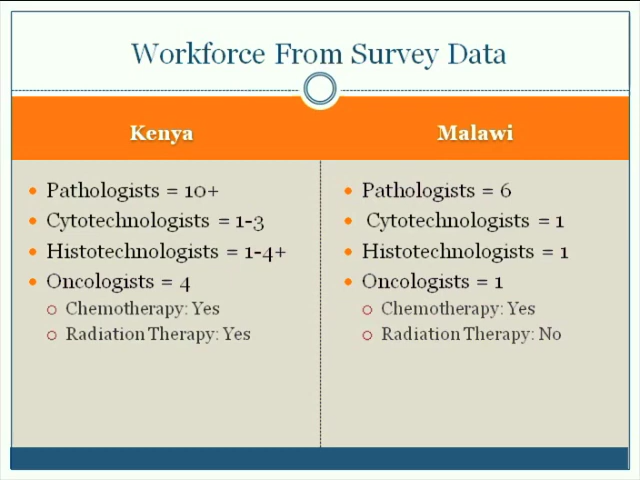 Workforce From Survey Data
Kenya
Pathologists = 10+
Cytotechnologists = 1-3
Histotechnologists = 1-4+
Oncologists = 4
Chemotherapy: Yes
Radiation Therapy: Yes
Malawi
Pathologists = 6
Cytotechnologists = 1
Histotechnologists = 1
Oncologists = 1
Chemotherapy: Yes
Radiation Therapy: No